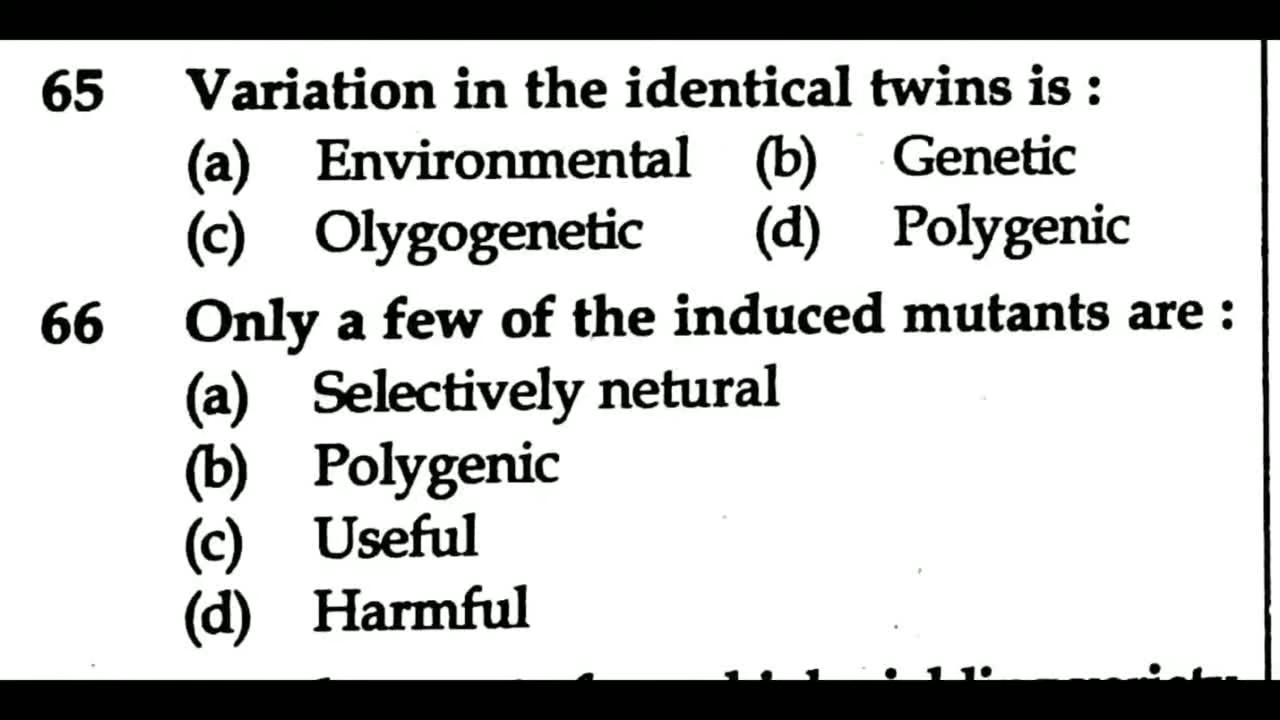 65 Variation in the identical twins is :
(a) Environmental (b) Genetic
(c) Olygogenetic (d) Polygenic
66 Only a few of the induced mutants are :
(a) Selectively netural
(b) Polygenic
(c) Useful
(d) Harmful